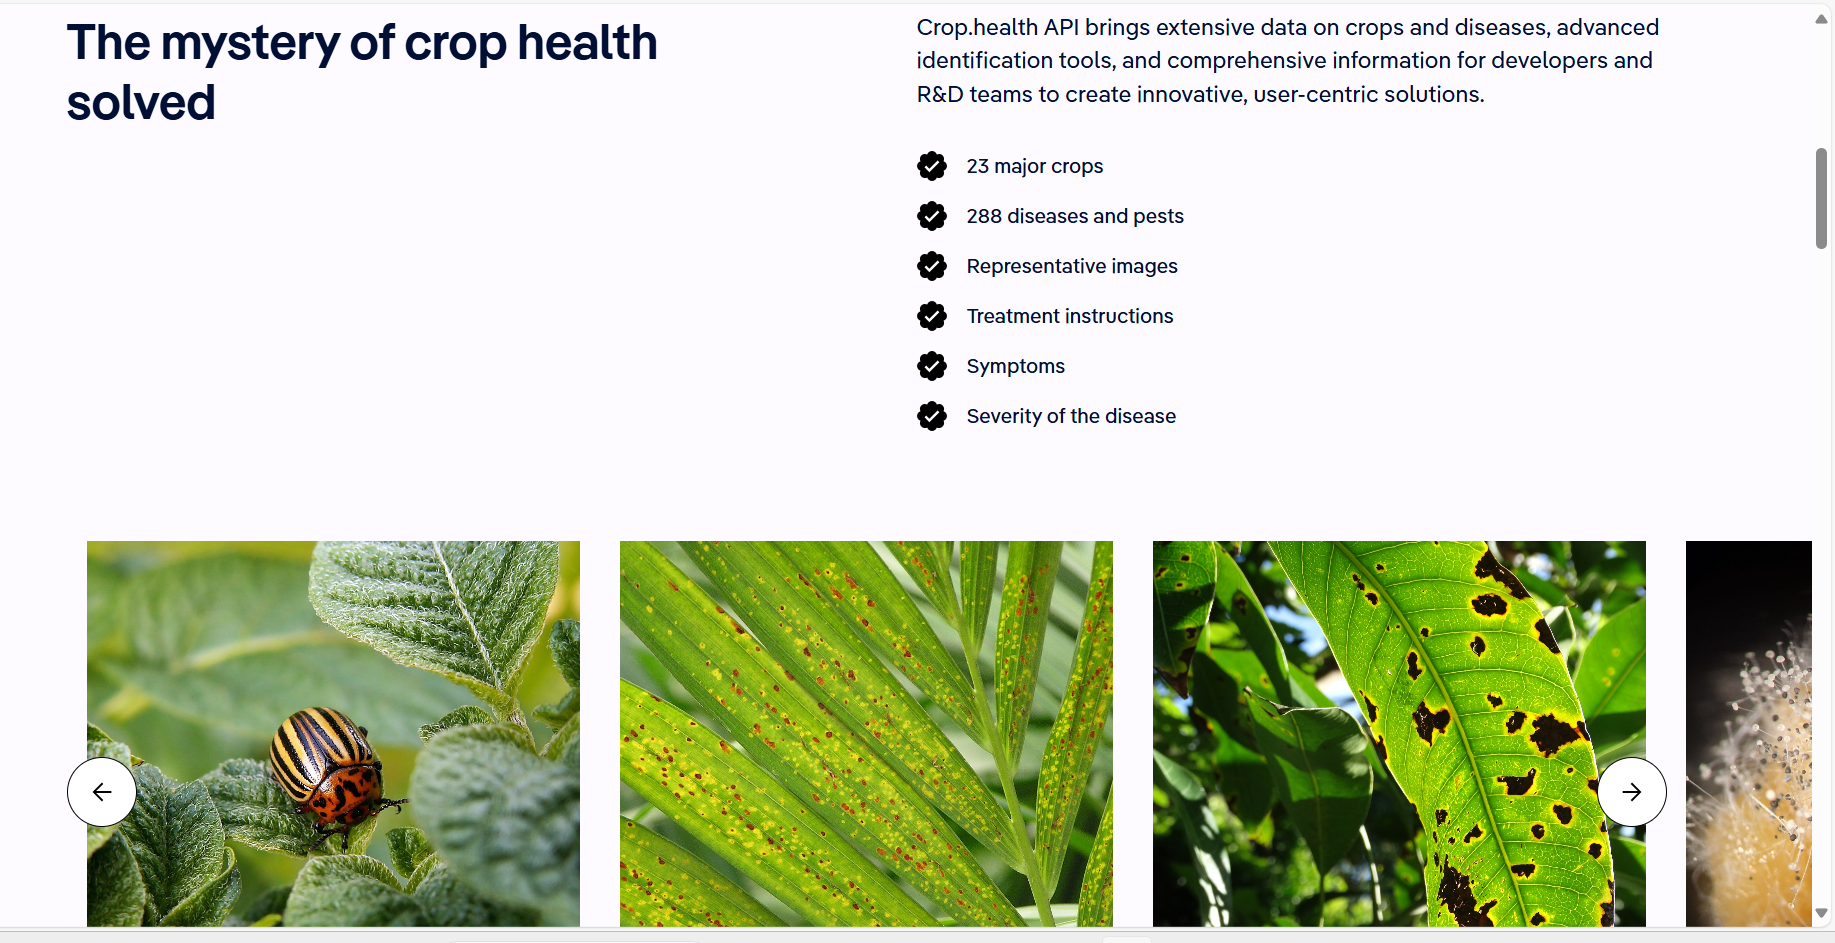 The mystery of crop health
solved
Crop.health API brings extensive data on crops and diseases, advanced
identification tools, and comprehensive information for developers and
R&D teams to create innovative, user-centric solutions.
23 major crops
288 diseases and pests
Representative images
Treatment instructions
Symptoms
Severity of the disease